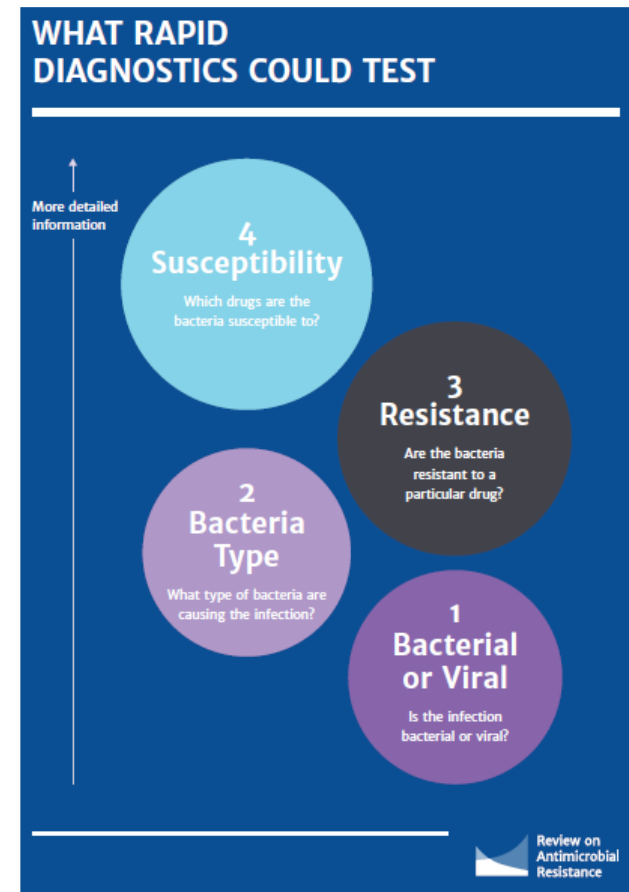 WHAT RAPID
DIAGNOSTICS COULD TEST
More detailed
information
4
Susceptibility
Which drugs are the
bacteria susceptible to?
3
Resistance
Are the bacteria
resistant to a
particular drug?
2
Bacteria
Type
What type of bacteria are
causing the infection?
1
Bacterial
or Viral
Is the infection
bacterial or viral?
Review on
Antimicrobial
Resistance